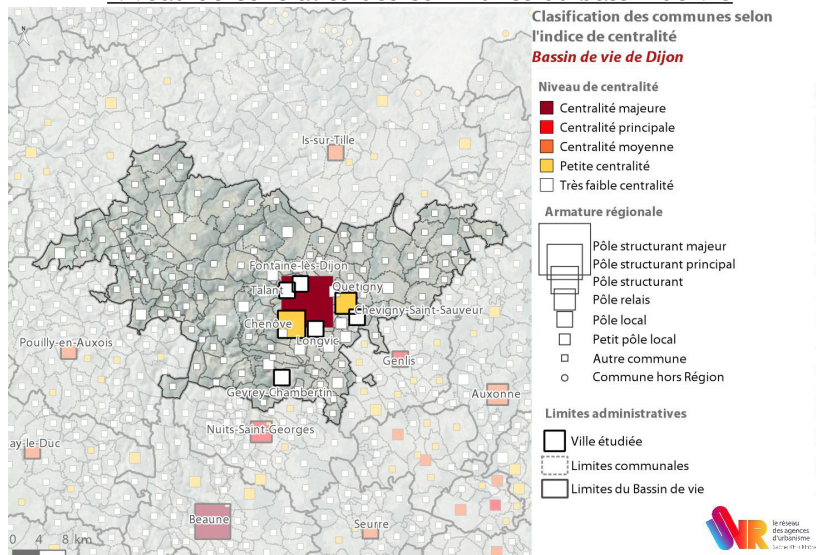 Clasification des communes selon
l'indice de centralité
Bassin de vie de Dijon
Niveau de centralité
Centralité majeure
Centralité principale
Centralité moyenne
Petite centralité
Très faible centralité
Armature régionale
Pôle structurant majeur
Pôle structurant principal
Pôle structurant
Pôle relais
Pôle local
Petit pôle local
Autre commune
Commune hors Région
Limites administratives
Ville étudiée
Limites communales
Limites du Bassin de vie
Is-sur-Tille
Fontaine-lès-Dijon
Talant
Quetigny
Chevigny-Saint-Sauveur
Chenôve
Longvic
Pouilly-en-Auxois
Genlis
Gevrey-Chambertin
Auxonne
Nuits-Saint-Georges
ay-le-Duc
Beaune
Seurre
0 4 8 km
le réseau
des agences
d'urbanisme